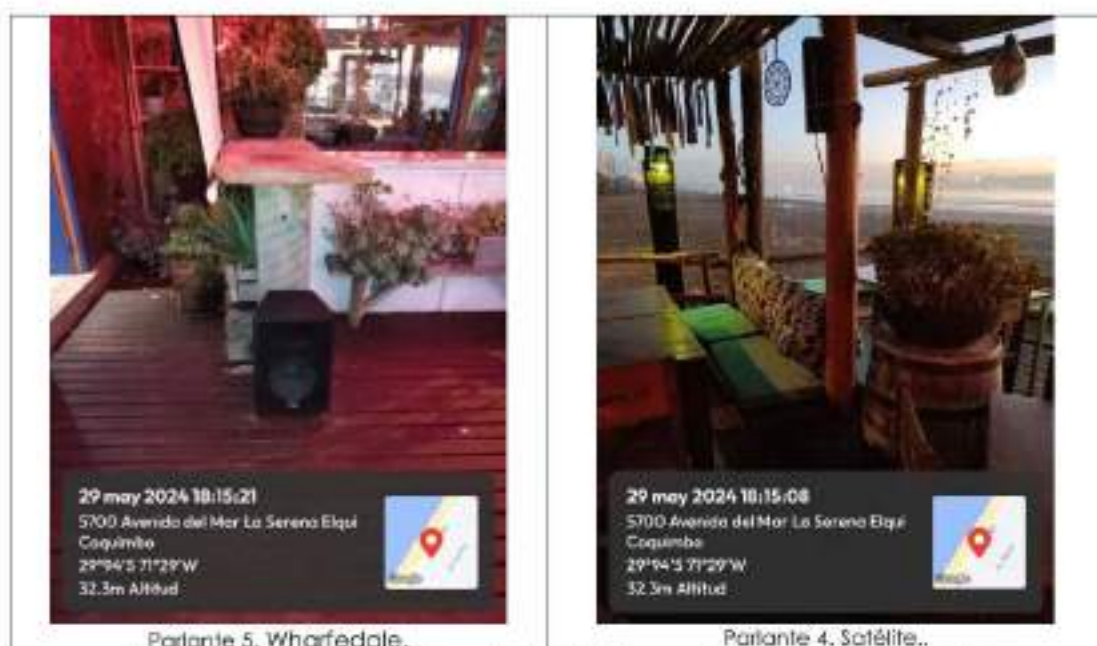 29 may 2024 18:15:21
5700 Avenida del Mar La Serena Elqui
Coquimbo
29°94'S 71°29'W
32.3m Altitud
Parlante 5. Wharfedale.
29 may 2024 18:15:08
5700 Avenida del Mar La Serena Elqui
Coquimbo
29°94'S 71°29'W
32.3m Altitud
Parlante 4. Satélite..